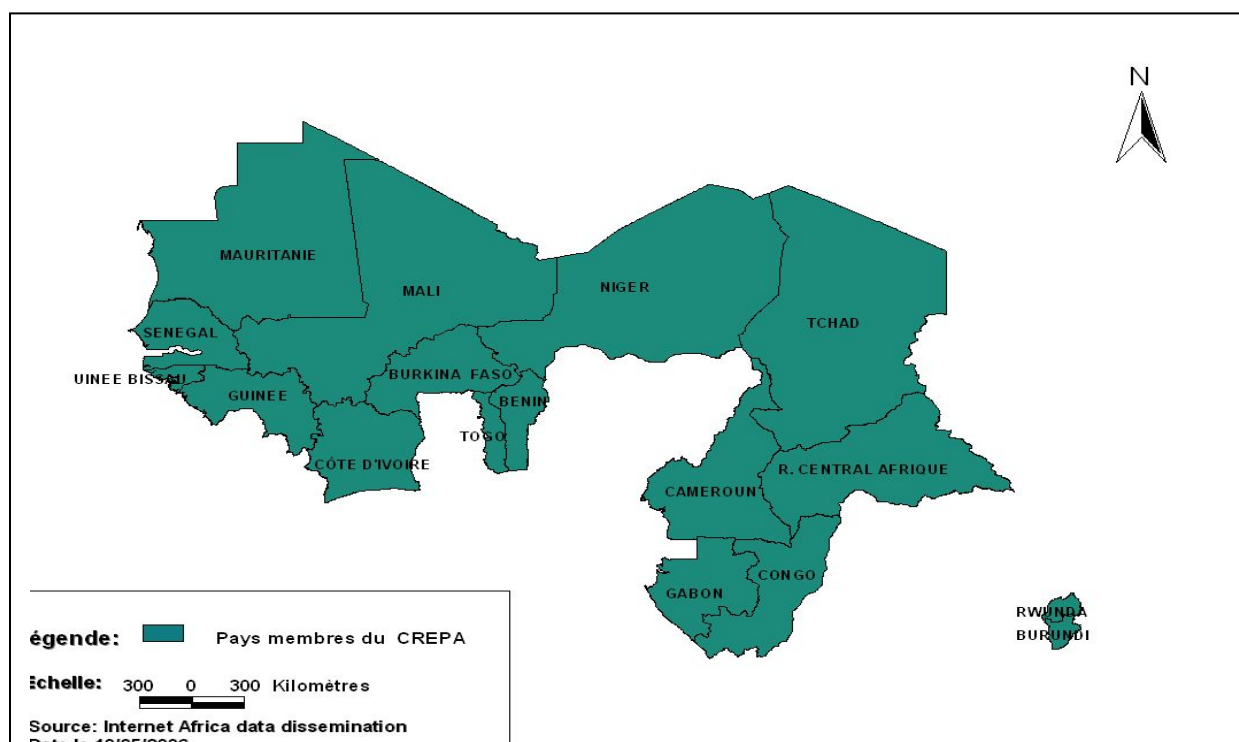 N
MAURITANIE
MALI
NIGER
TCHAD
SENEGAL
BURKINA FASO
UINEE BISSAU
GUINEE
BENIN
TOGO
CÔTE D'IVOIRE
R. CENTRAL AFRIQUE
CAMEROUN
CONGO
GABON
RWUNDA
BURUNDI
égende: Pays membres du CREPA
Echelle: 300 0 300 Kilomètres
Source: Internet Africa data dissemination